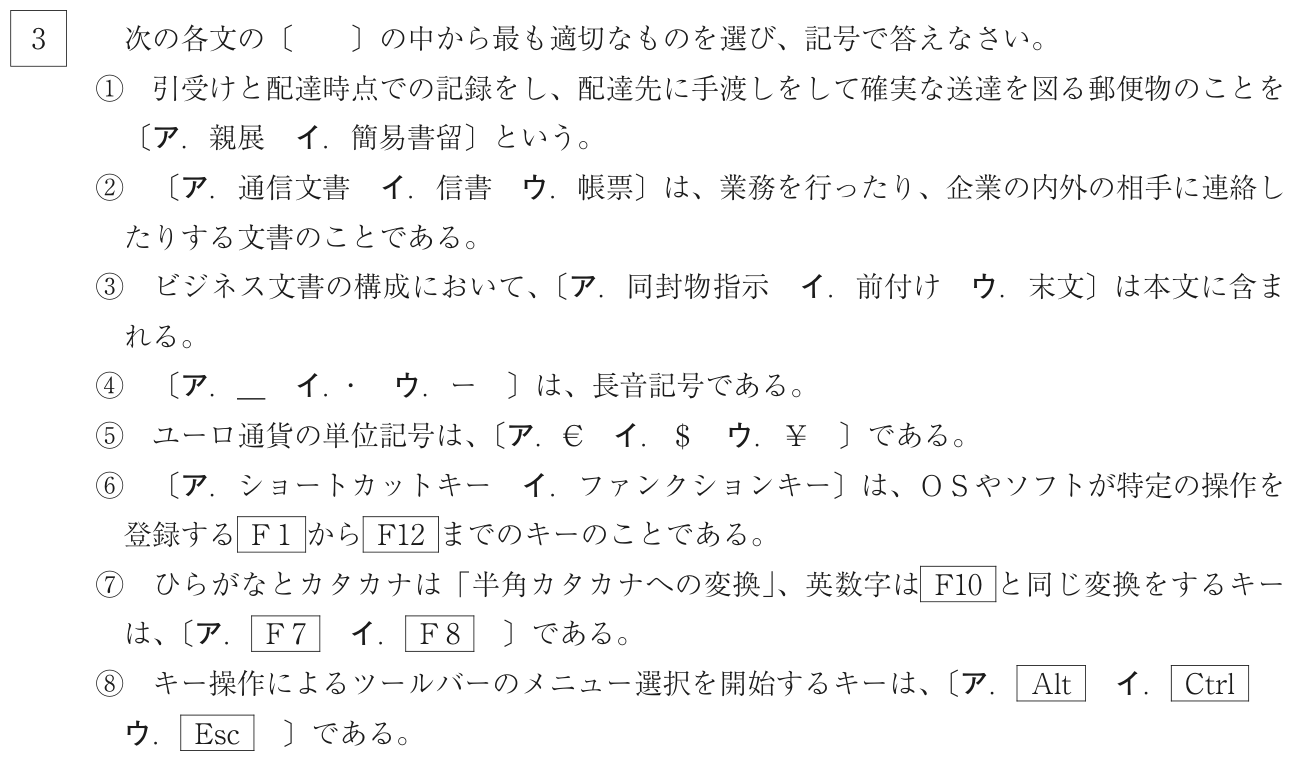 3　次の各文の〔　　〕の中から最も適切なものを選び、記号で答えなさい。
①　引受けと配達時点での記録をし、配達先に手渡しをして確実な送達を図る郵便物のことを
〔ア．親展　イ．簡易書留〕という。
②　〔ア．通信文書　イ．信書　ウ．帳票〕は、業務を行ったり、企業の内外の相手に連絡し
たりする文書のことである。
③　ビジネス文書の構成において、〔ア．同封物指示　イ．前付け　ウ．末文〕は本文に含ま
れる。
④　〔ア．＿　イ．・　ウ．ー　〕は、長音記号である。
⑤　ユーロ通貨の単位記号は、〔ア．€　イ．＄　ウ．￥　〕である。
⑥　〔ア．ショートカットキー　イ．ファンクションキー〕は、ＯＳやソフトが特定の操作を
登録するＦ１からF12までのキーのことである。
⑦　ひらがなとカタカナは「半角カタカナへの変換」、英数字はF10と同じ変換をするキー
は、〔ア．Ｆ７　イ．Ｆ８　〕である。
⑧　キー操作によるツールバーのメニュー選択を開始するキーは、〔ア．Alt　イ．Ctrl
ウ．Esc　〕である。